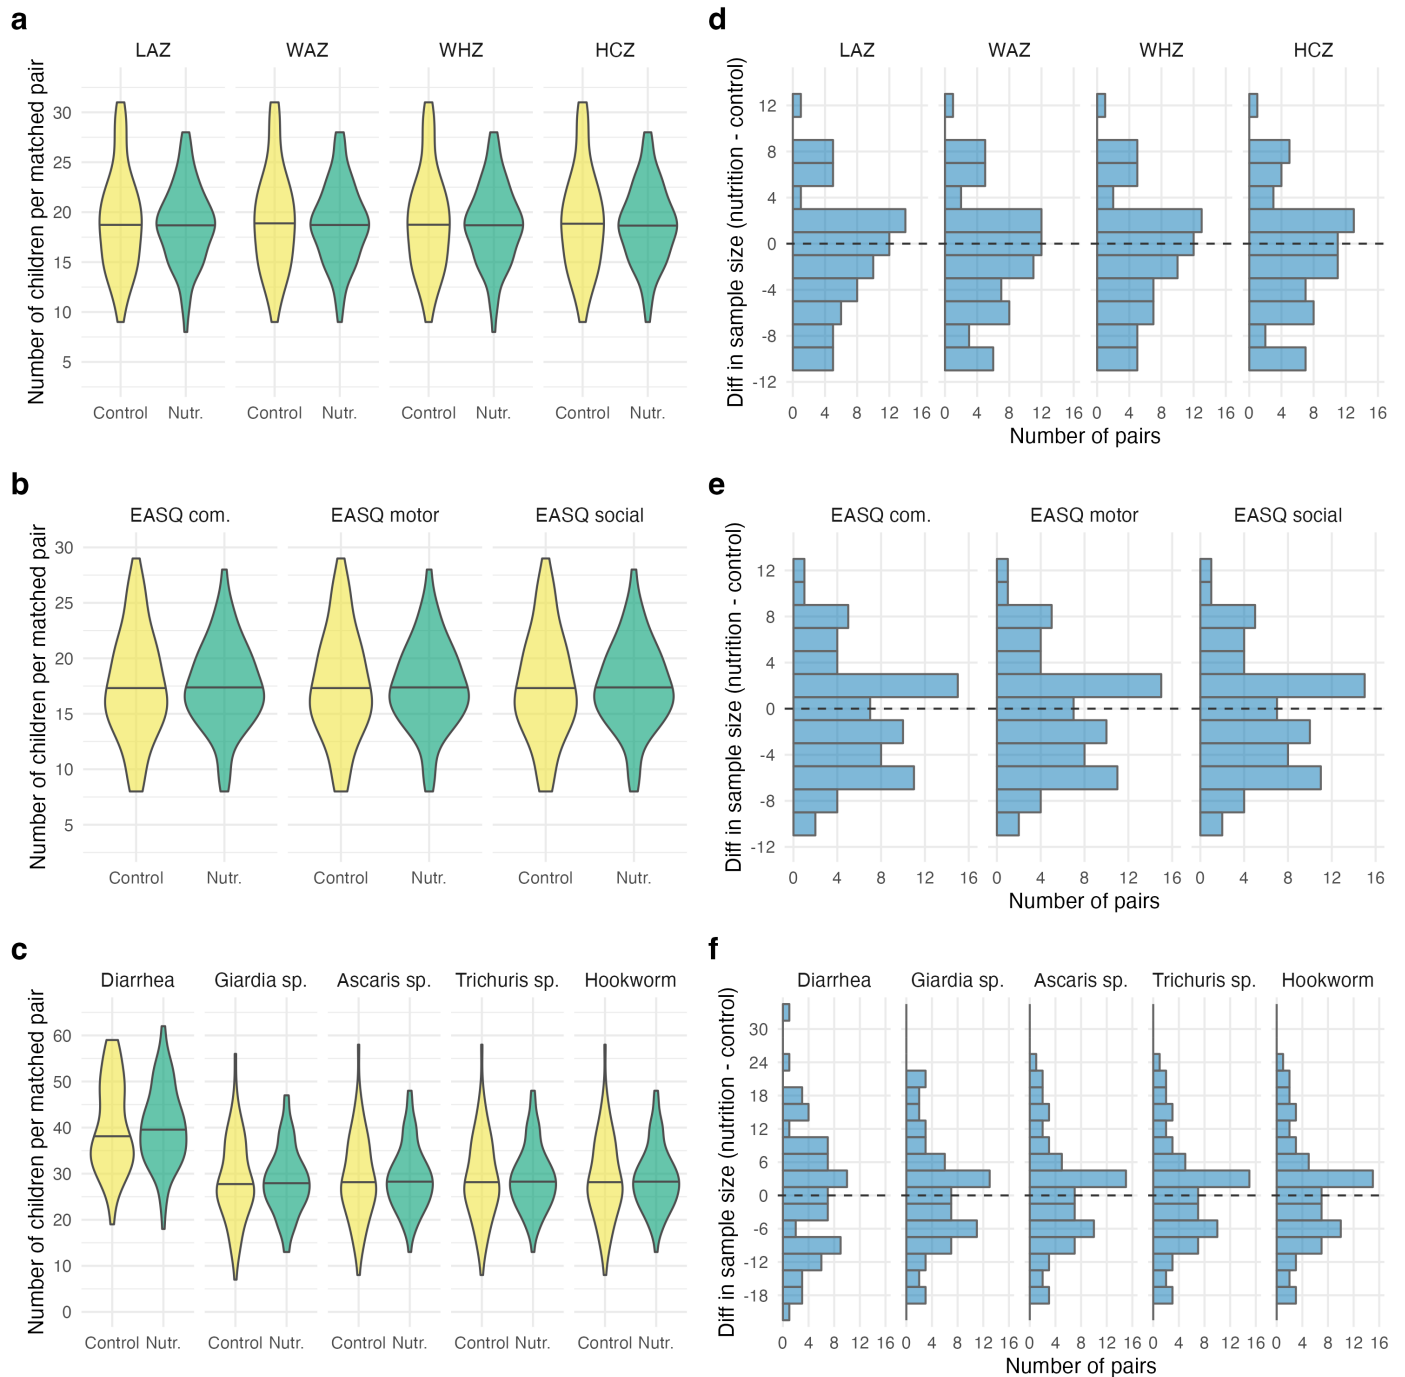 a
LAZ WAZ WHZ HCZ
Number of children per matched pair
30
25
20
15
10
5
Control Nutr. Control Nutr. Control Nutr. Control Nutr.
d
LAZ WAZ WHZ HCZ
Diff in sample size (nutrition - control)
12
8
4
0
-4
-8
-12
0 4 8 12 16 0 4 8 12 16 0 4 8 12 16 0 4 8 12 16
Number of pairs
b
EASQ com. EASQ motor EASQ social
Number of children per matched pair
30
25
20
15
10
5
Control Nutr. Control Nutr. Control Nutr.
e
EASQ com. EASQ motor EASQ social
Diff in sample size (nutrition - control)
12
8
4
0
-4
-8
-12
0 4 8 12 16 0 4 8 12 16 0 4 8 12 16
Number of pairs
c
Diarrhea Giardia sp. Ascaris sp. Trichuris sp. Hookworm
Number of children per matched pair
60
50
40
30
20
10
0
Control Nutr. Control Nutr. Control Nutr. Control Nutr. Control Nutr.
f
Diarrhea Giardia sp. Ascaris sp. Trichuris sp. Hookworm
Diff in sample size (nutrition - control)
30
24
18
12
6
0
-6
-12
-18
0 4 8 12 16 0 4 8 12 16 0 4 8 12 16 0 4 8 12 16 0 4 8 12 16
Number of pairs